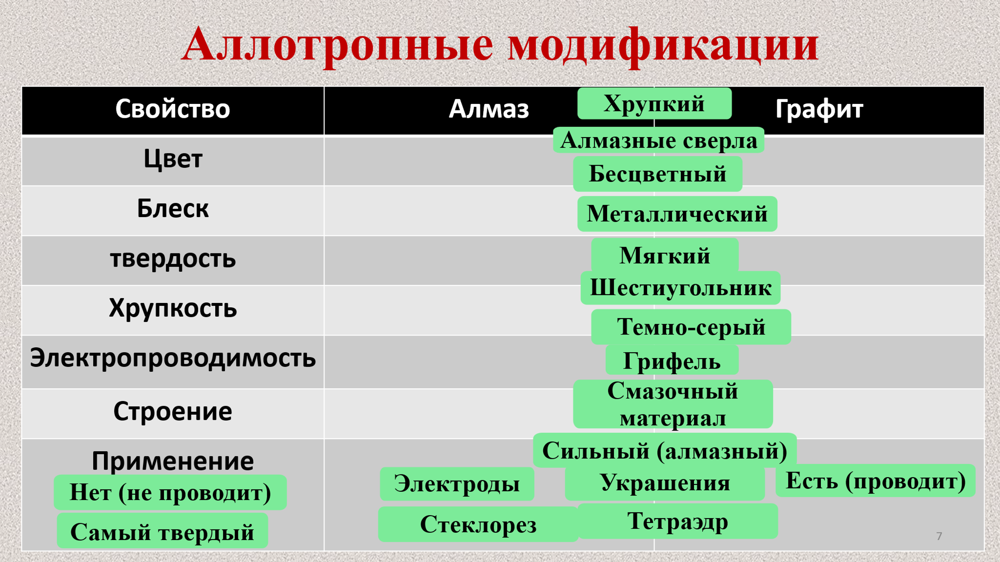 Аллотропные модификации
Свойство
Алмаз
Хрупкий
Графит
Алмазные сверла
Цвет
Бесцветный
Блеск
Металлический
твердость
Мягкий
Шестиугольник
Хрупкость
Темно-серый
Электропроводимость
Грифель
Строение
Смазочный
материал
Сильный (алмазный)
Применение
Нет (не проводит)
Электроды
Украшения
Есть (проводит)
Самый твердый
Стеклорез
Тетраэдр
7